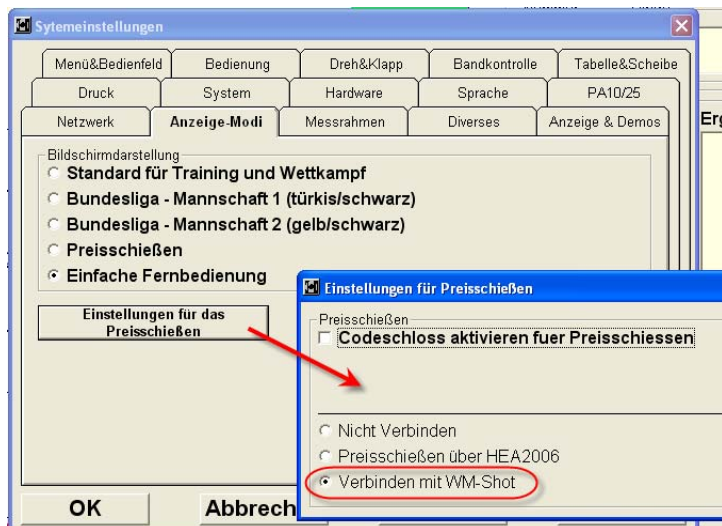 Sytemeinstellungen
Menü&Bedienfeld Bedienung Dreh&Klapp Bandkontrolle Tabelle&Scheibe
Druck System Hardware Sprache PA10/25
Netzwerk Anzeige-Modi Messrahmen Diverses Anzeige & Demos
Erg
Bildschirmdarstellung
Standard für Training und Wettkampf
Bundesliga - Mannschaft 1 (türkis/schwarz)
Bundesliga - Mannschaft 2 (gelb/schwarz)
Preisschießen
Einfache Fernbedienung
Einstellungen für das
Preisschießen
Einstellungen für Preisschießen
Preisschießen
Codeschloss aktivieren fuer Preisschiessen
Nicht Verbinden
Preisschießen über HEA2006
Verbinden mit WM-Shot
OK Abbrech